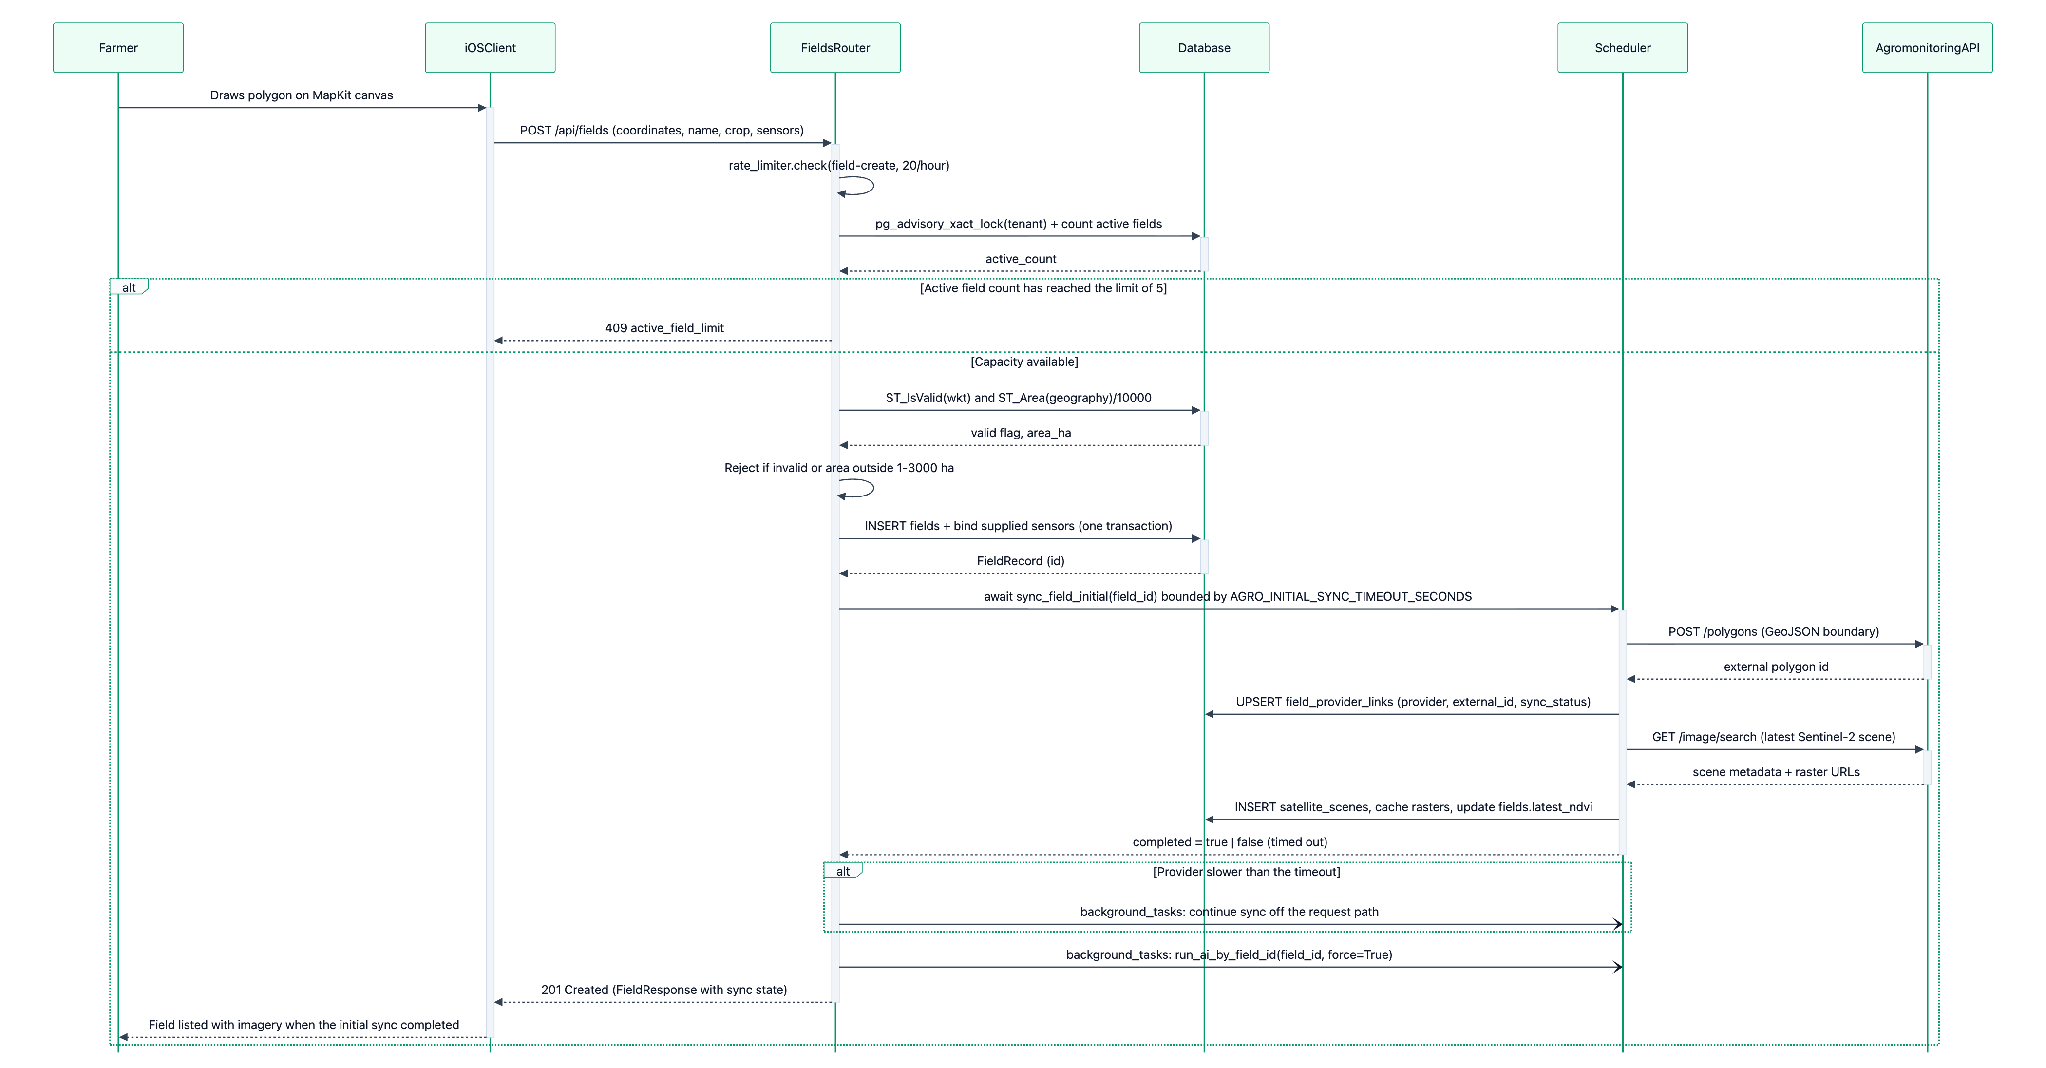 Farmer
iOSClient
FieldsRouter
Database
Scheduler
AgromonitoringAPI
Draws polygon on MapKit canvas
POST /api/fields (coordinates, name, crop, sensors)
rate_limiter.check(field-create, 20/hour)
pg_advisory_xact_lock(tenant) + count active fields
active_count
alt
[Active field count has reached the limit of 5]
409 active_field_limit
[Capacity available]
ST_IsValid(wkt) and ST_Area(geography)/10000
valid flag, area_ha
Reject if invalid or area outside 1-3000 ha
INSERT fields + bind supplied sensors (one transaction)
FieldRecord (id)
await sync_field_initial(field_id) bounded by AGRO_INITIAL_SYNC_TIMEOUT_SECONDS
POST /polygons (GeoJSON boundary)
external polygon id
UPSERT field_provider_links (provider, external_id, sync_status)
GET /image/search (latest Sentinel-2 scene)
scene metadata + raster URLs
INSERT satellite_scenes, cache rasters, update fields.latest_ndvi
completed = true | false (timed out)
alt
[Provider slower than the timeout]
background_tasks: continue sync off the request path
background_tasks: run_ai_by_field_id(field_id, force=True)
201 Created (FieldResponse with sync state)
Field listed with imagery when the initial sync completed